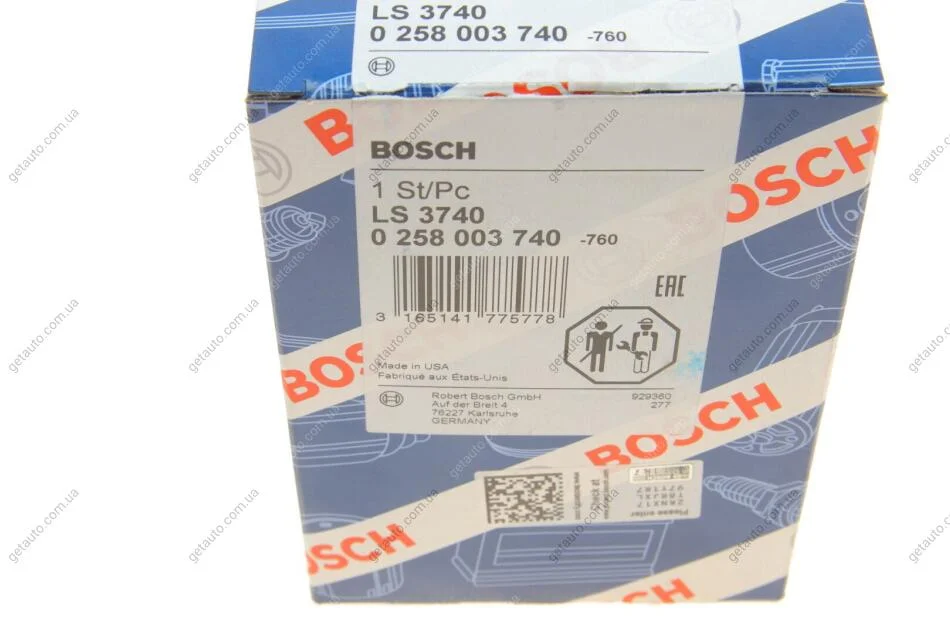 LS 3740
0 258 003 740 -760
BOSCH
BOSCH
1 St/Pc
LS 3740
0 258 003 740 -760
3 165141 775778
EAC
Made in USA
Fabriqué aux États-Unis
Robert Bosch GmbH
Auf der Breit 4
76227 Karlsruhe
GERMANY
929360
277
BOSCH
BOSCH
Please enter
getauto.com.ua